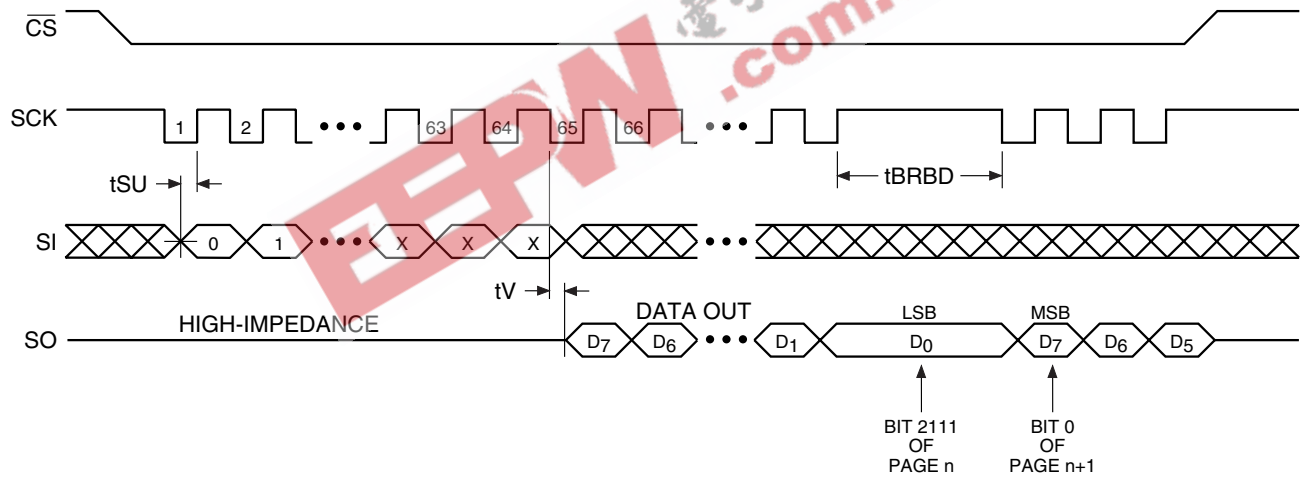 CS
SCK 1 2 ••• 63 64 65 66 •••
tSU tBRBD
SI 0 1 ••• X X X •••
tV
HIGH-IMPEDANCE DATA OUT LSB MSB
SO D7 D6 ••• D1 D0 D7 D6 D5
BIT 2111
OF
PAGE n
BIT 0
OF
PAGE n+1
EEPW
.com